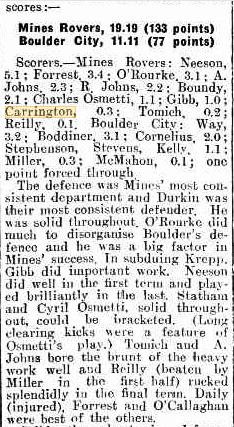 scores:—
Mines Rovers, 19.19 (133 points)
Boulder City, 11.11 (77 points)
Scorers.—Mines Rovers: Neeson,
5.1; Forrest, 3.4; O'Rourke, 3.1; A.
Johns, 2.3; R. Johns, 2.2; Boundy,
2.1; Charles Osmetti, 1.1; Gibb, 1.0;
Carrington, 0.3; Tomich, 0.2;
Reilly, 0.1. Boulder City: Way,
3.2; Boddiner, 3.1; Cornelius, 2.0;
Stephenson, Stevens, Kelly, 1.1;
Miller, 0.3; McMahon, 0.1; one
point forced through.
The defence was Mines' most con-
sistent department and Durkin was
their most consistent defender. He
was solid throughout. O'Rourke did
much to disorganise Boulder's de-
fence and he was a big factor in
Mines' success. In subduing Krepp,
Gibb did important work. Neeson
did well in the first term and play-
ed brilliantly in the last. Statham
and Cyril Osmetti, solid through-
out, could be bracketed. (Long
clearing kicks were a feature of
Osmetti's play.) Tomich and A.
Johns bore the brunt of the heavy
work well and Reilly (beaten by
Miller in the first half) rucked
splendidly in the final term. Daily
(injured), Forrest and O'Callaghan
were best of the others.